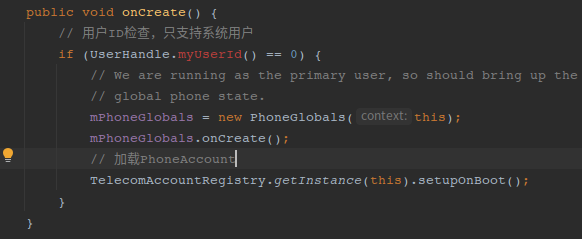 public void onCreate() {
// 用户ID检查，只支持系统用户
if (UserHandle.myUserId() == 0) {
// We are running as the primary user, so should bring up the
// global phone state.
mPhoneGlobals = new PhoneGlobals( context: this);
mPhoneGlobals.onCreate();
// 加载PhoneAccount
TelecomAccountRegistry.getInstance(this).setupOnBoot();
}
}